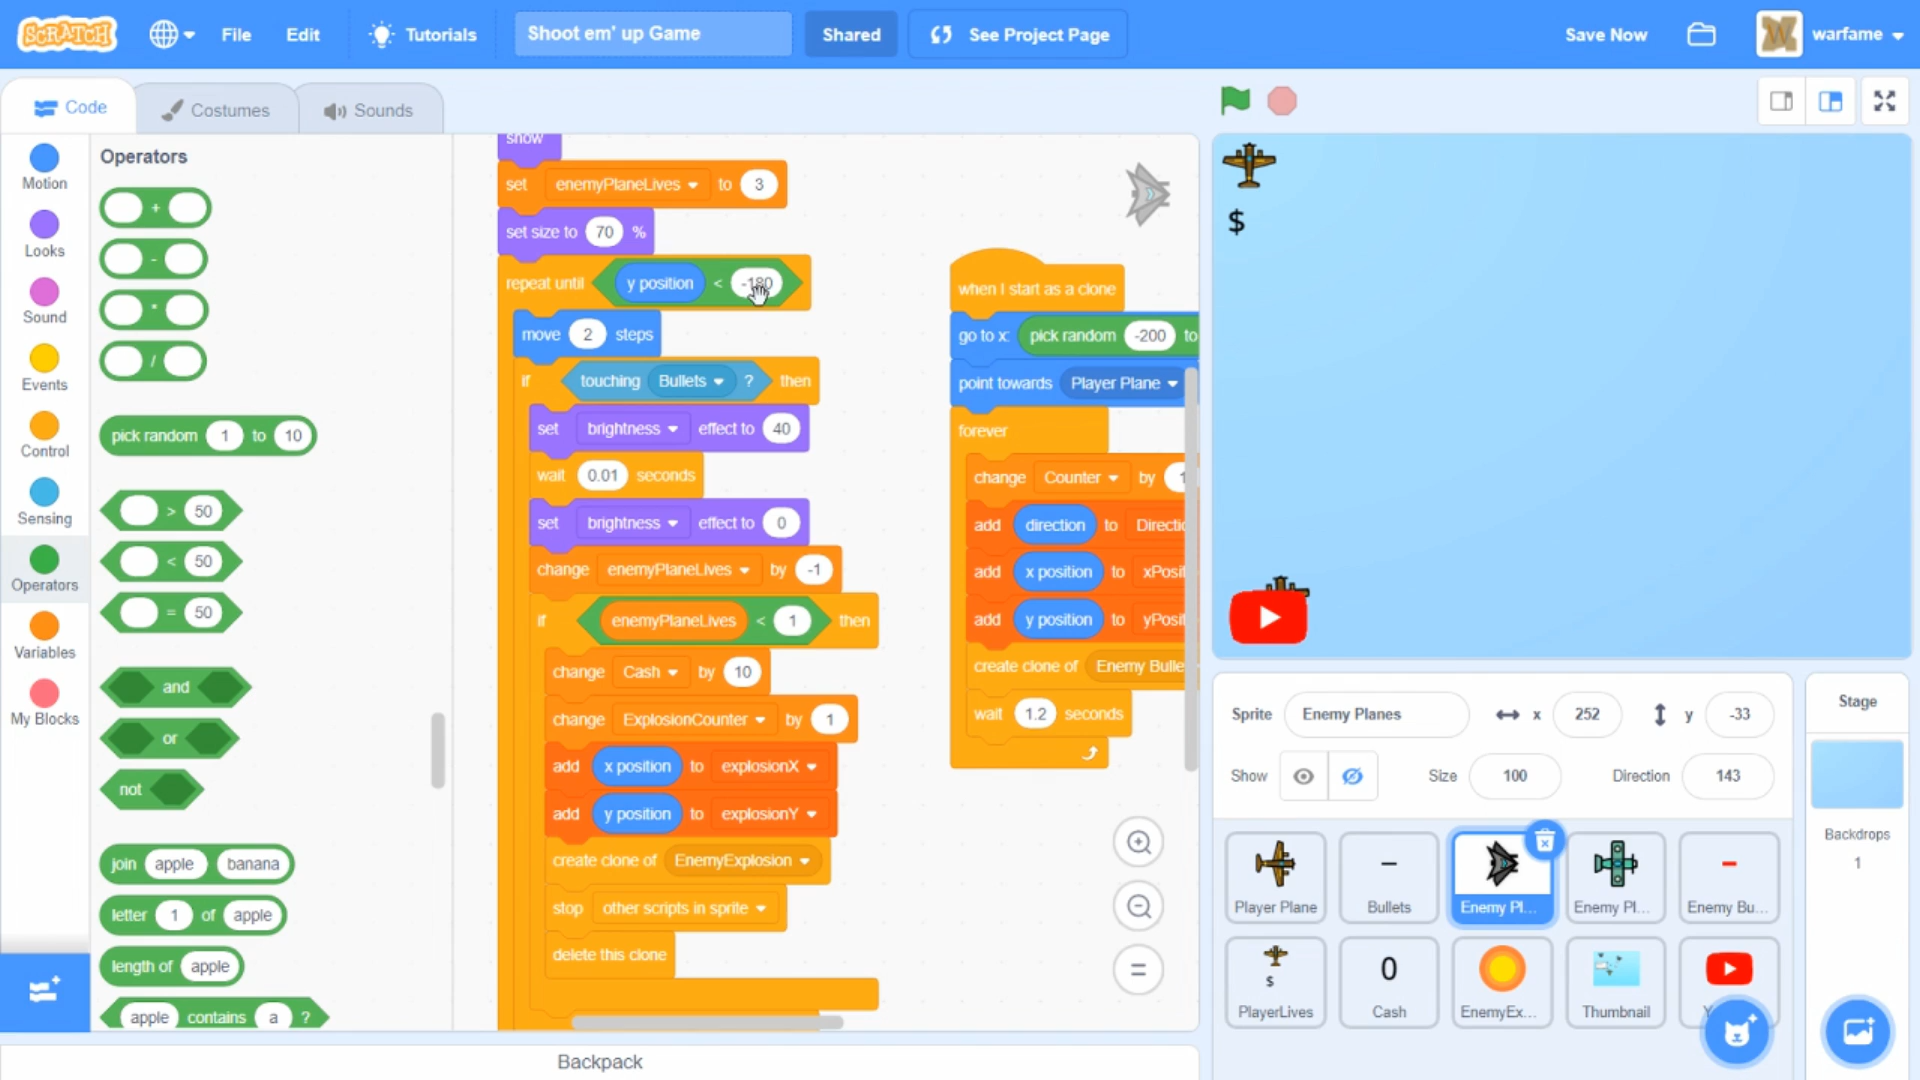 SCRATCH File Edit Tutorials Shoot em' up Game Shared See Project Page Save Now warfame
Code Costumes Sounds
Motion
Looks
Sound
Events
Control
Sensing
Operators
Variables
My Blocks
Operators
+
-
*
/
pick random 1 to 10
> 50
< 50
= 50
and
or
not
join apple banana
letter 1 of apple
length of apple
apple contains a ?
show
set enemyPlaneLives to 3
set size to 70 %
repeat until y position < -180
move 2 steps
if touching Bullets ? then
set brightness effect to 40
wait 0.01 seconds
set brightness effect to 0
change enemyPlaneLives by -1
if enemyPlaneLives < 1 then
change Cash by 10
change ExplosionCounter by 1
add x position to explosionX
add y position to explosionY
create clone of EnemyExplosion
stop other scripts in sprite
delete this clone
when I start as a clone
go to x: pick random -200 to
point towards Player Plane
forever
change Counter by 1
add direction to Directi
add x position to xPosit
add y position to yPosit
create clone of Enemy Bulle
wait 1.2 seconds
=
Backpack
$
Sprite Enemy Planes x 252 y -33
Show Size 100 Direction 143
Player Plane
Bullets
Enemy Pl...
Enemy Pl...
Enemy Bu...
$
PlayerLives
0
Cash
EnemyEx...
Thumbnail
Stage
Backdrops
1